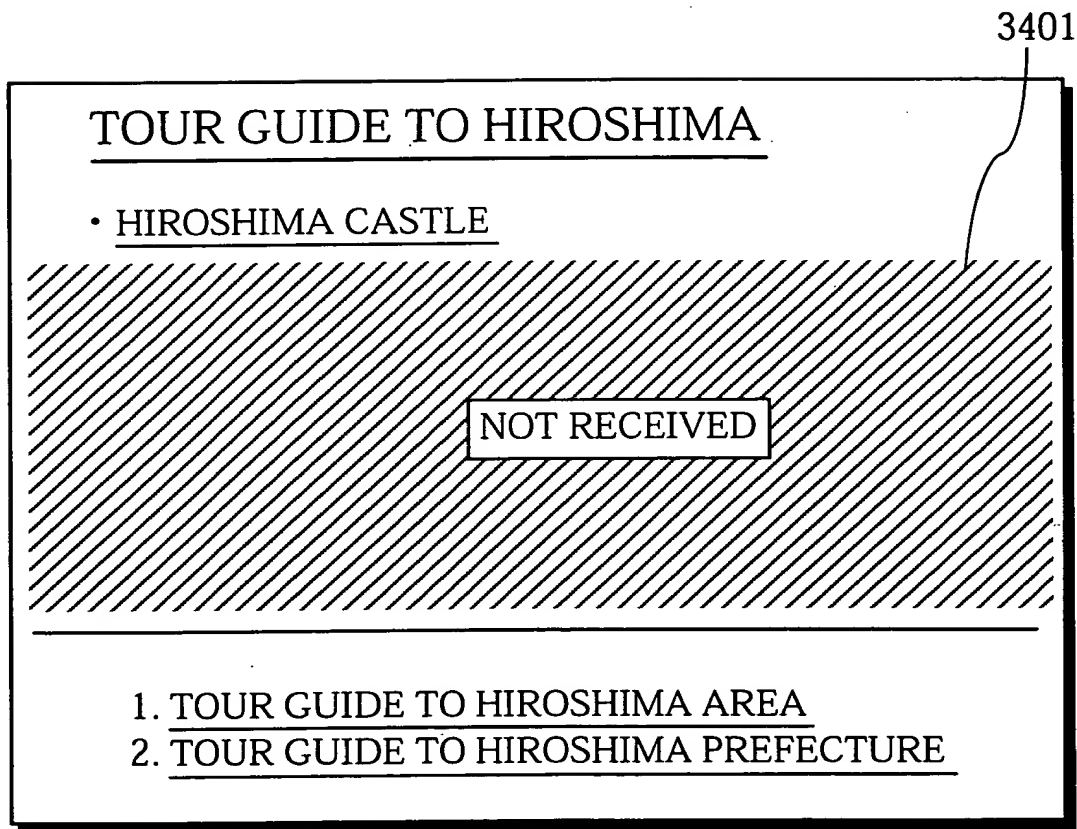 3401
TOUR GUIDE TO HIROSHIMA
· HIROSHIMA CASTLE
NOT RECEIVED
1. TOUR GUIDE TO HIROSHIMA AREA
2. TOUR GUIDE TO HIROSHIMA PREFECTURE